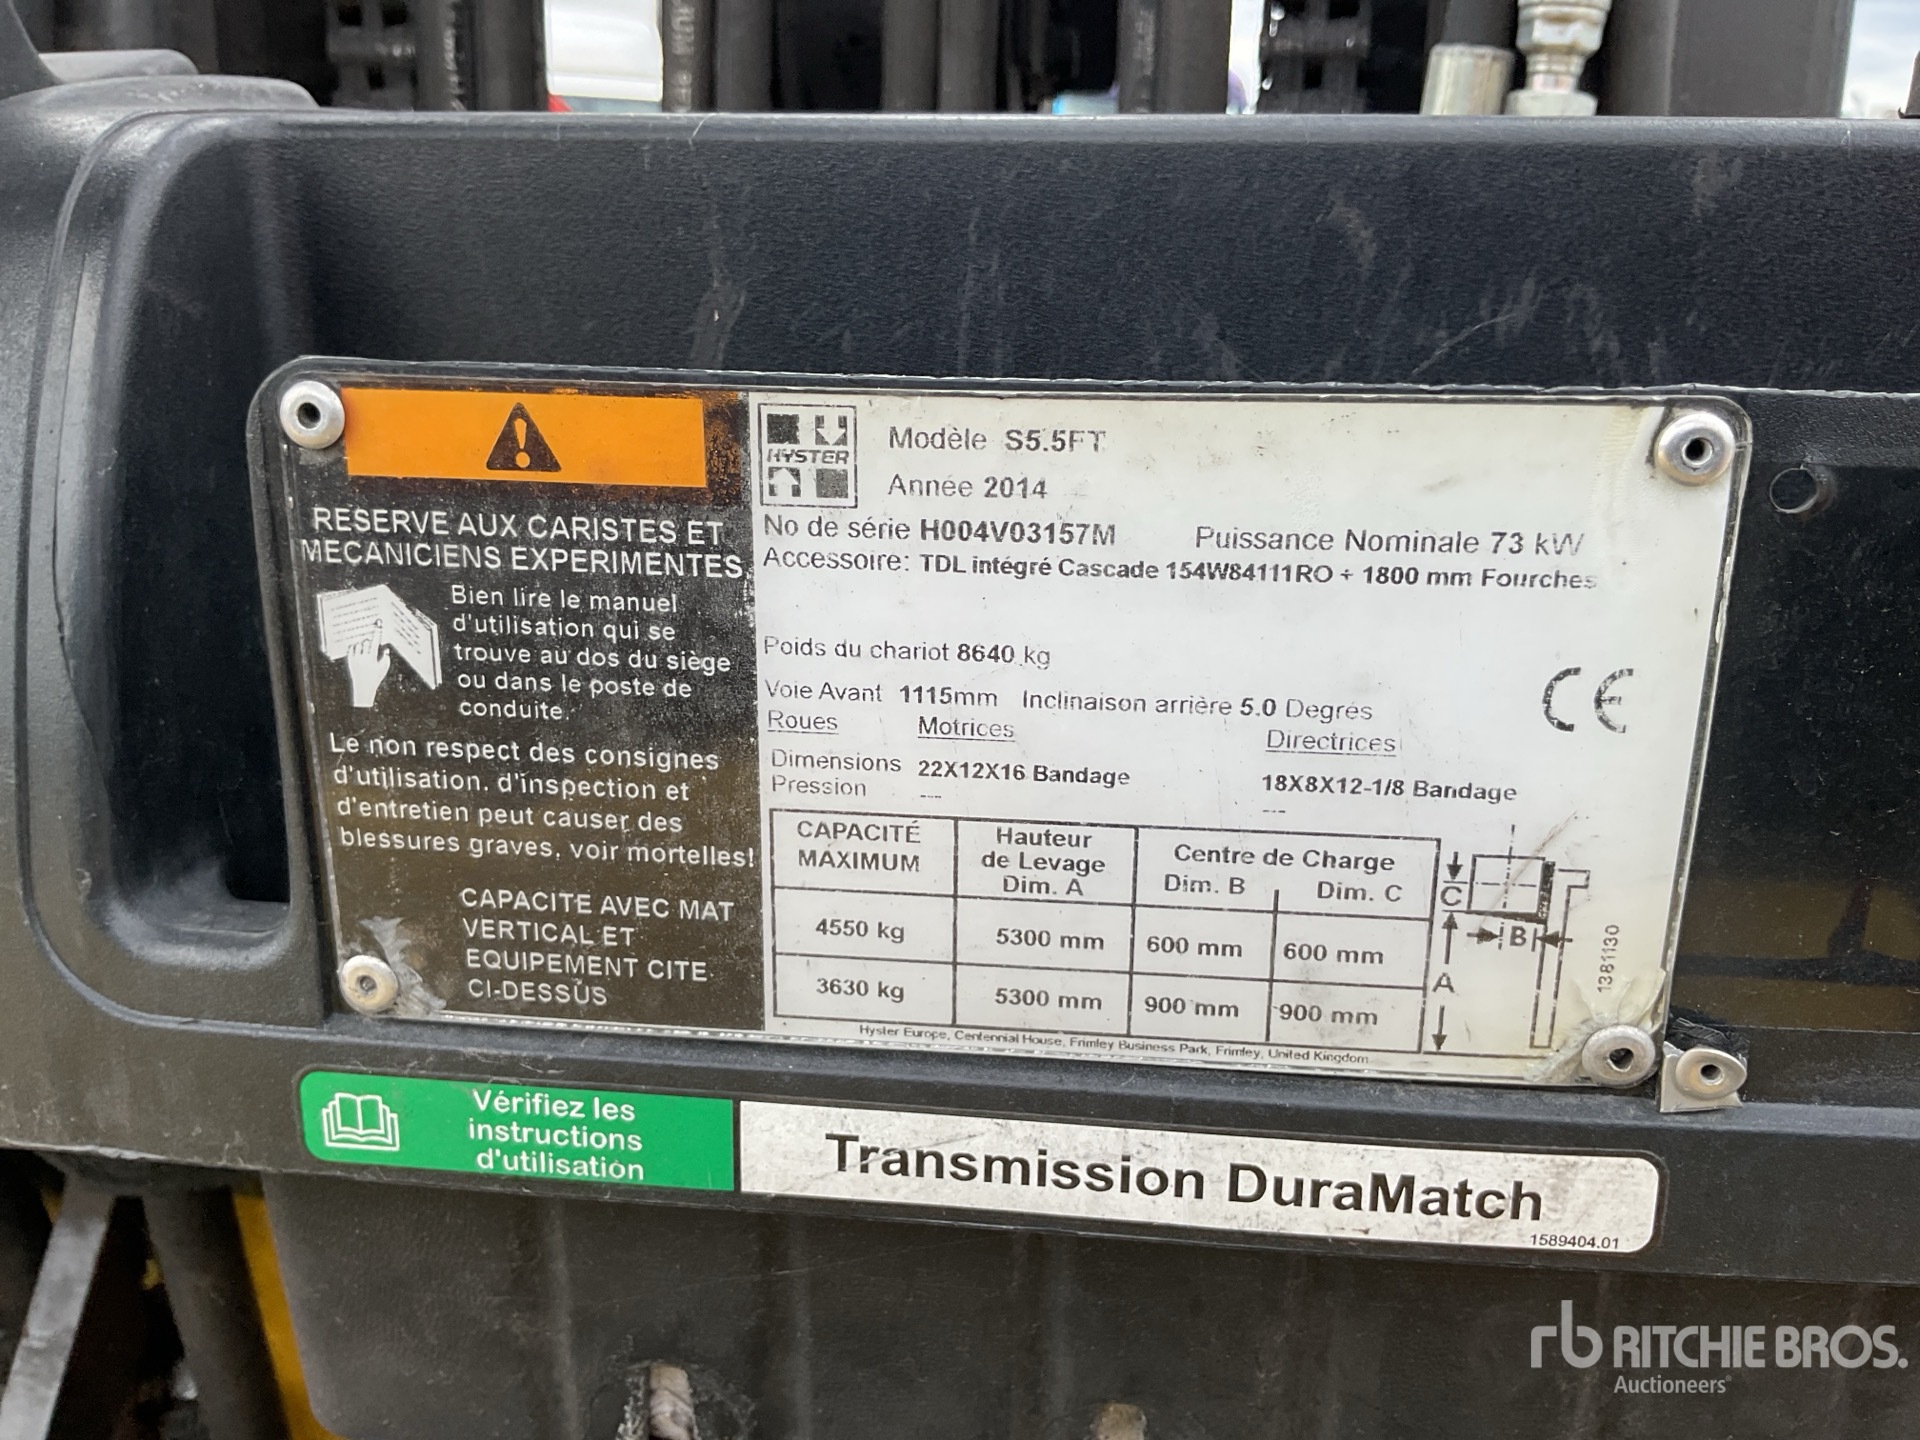 RESERVE AUX CARISTES ET
MECANICIENS EXPERIMENTES
Bien lire le manuel
d'utilisation qui se
trouve au dos du siège
ou dans le poste de
conduite.
Le non respect des consignes
d'utilisation, d'inspection et
d'entretien peut causer des
blessures graves, voir mortelles!
CAPACITE AVEC MAT
VERTICAL ET
EQUIPEMENT CITE
CI-DESSUS
HYSTER
Modèle S5.5FT
Année 2014
No de série H004V03157M Puissance Nominale 73 kW
Accessoire: TDL intégré Cascade 154W84111RO + 1800 mm Fourches
Poids du chariot 8640 kg
Voie Avant 1115mm Inclinaison arrière 5.0 Degrés
CE
Roues Motrices Directrices
Dimensions 22X12X16 Bandage 18X8X12-1/8 Bandage
Pression --- ---
CAPACITÉ MAXIMUM Hauteur de Levage Dim. A Centre de Charge Dim. B Dim. C
4550 kg 5300 mm 600 mm 600 mm
3630 kg 5300 mm 900 mm 900 mm
C
B
A
1381130
Hyster Europe, Centennial House, Frimley Business Park, Frimley, United Kingdom
Vérifiez les
instructions
d'utilisation
Transmission DuraMatch
1589404.01
rb RITCHIE BROS.
Auctioneers